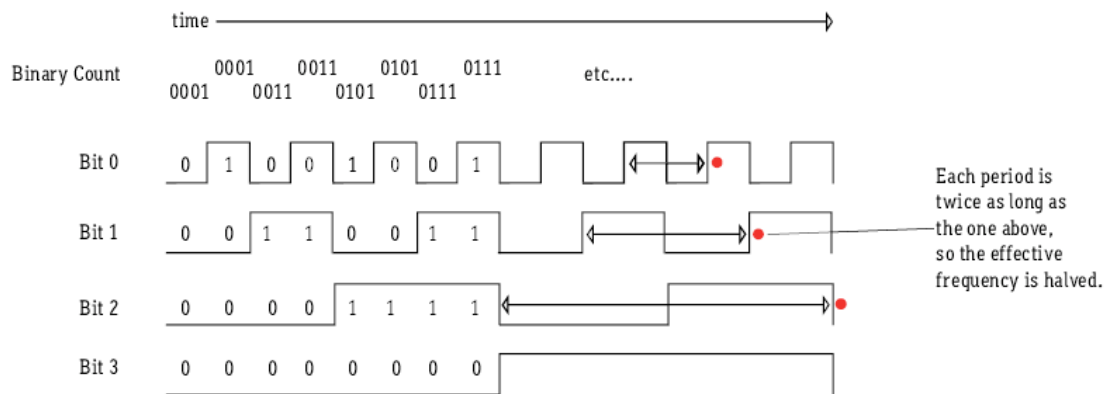 time
Binary Count
0001 0011 0101 0111
0001 0011 0101 0111
etc....
Bit 0 0 1 0 0 1 0 0 1
Bit 1 0 0 1 1 0 0 1 1
Bit 2 0 0 0 0 1 1 1 1
Bit 3 0 0 0 0 0 0 0 0
Each period is
twice as long as
the one above,
so the effective
frequency is halved.